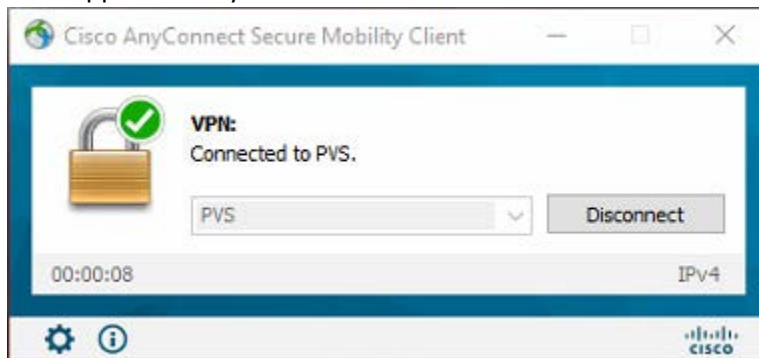 Cisco AnyConnect Secure Mobility Client
VPN:
Connected to PVS.
PVS
Disconnect
00:00:08
IPv4
cisco